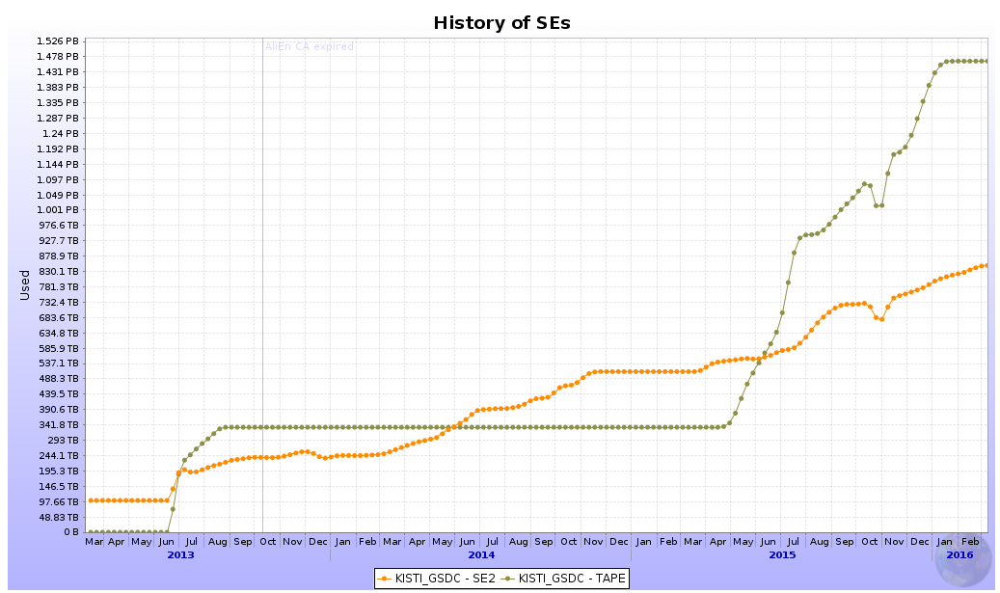 History of SEs
AliEn CA expired
1.526 PB
1.478 PB
1.431 PB
1.383 PB
1.335 PB
1.287 PB
1.24 PB
1.192 PB
1.144 PB
1.097 PB
1.049 PB
1.001 PB
976.6 TB
927.7 TB
878.9 TB
830.1 TB
781.3 TB
732.4 TB
683.6 TB
634.8 TB
585.9 TB
537.1 TB
488.3 TB
439.5 TB
390.6 TB
341.8 TB
293 TB
244.1 TB
195.3 TB
146.5 TB
97.66 TB
48.83 TB
0 B
Used
Mar Apr May Jun Jul Aug Sep Oct Nov Dec Jan Feb Mar Apr May Jun Jul Aug Sep Oct Nov Dec Jan Feb Mar Apr May Jun Jul Aug Sep Oct Nov Dec Jan Feb
2013 2014 2015 2016
KISTI_GSDC - SE2 KISTI_GSDC - TAPE